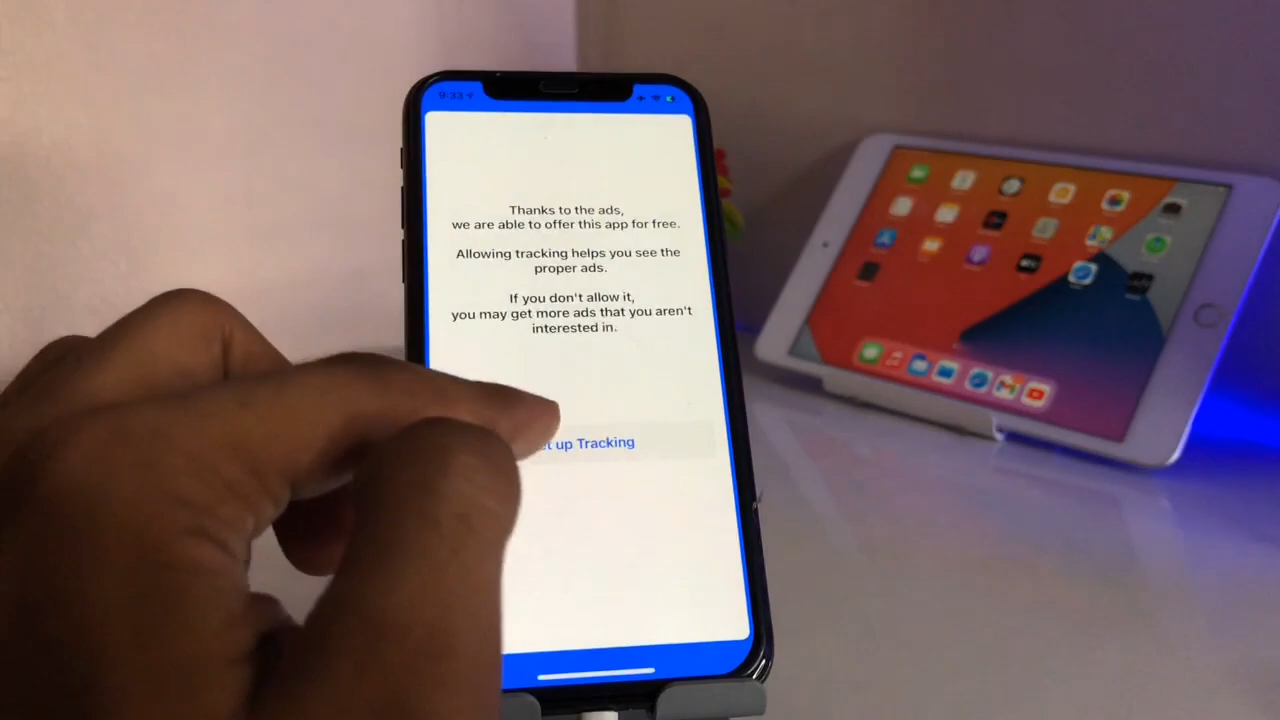 9:33
Thanks to the ads,
we are able to offer this app for free.
Allowing tracking helps you see the
proper ads.
If you don't allow it,
you may get more ads that you aren't
interested in.
up Tracking